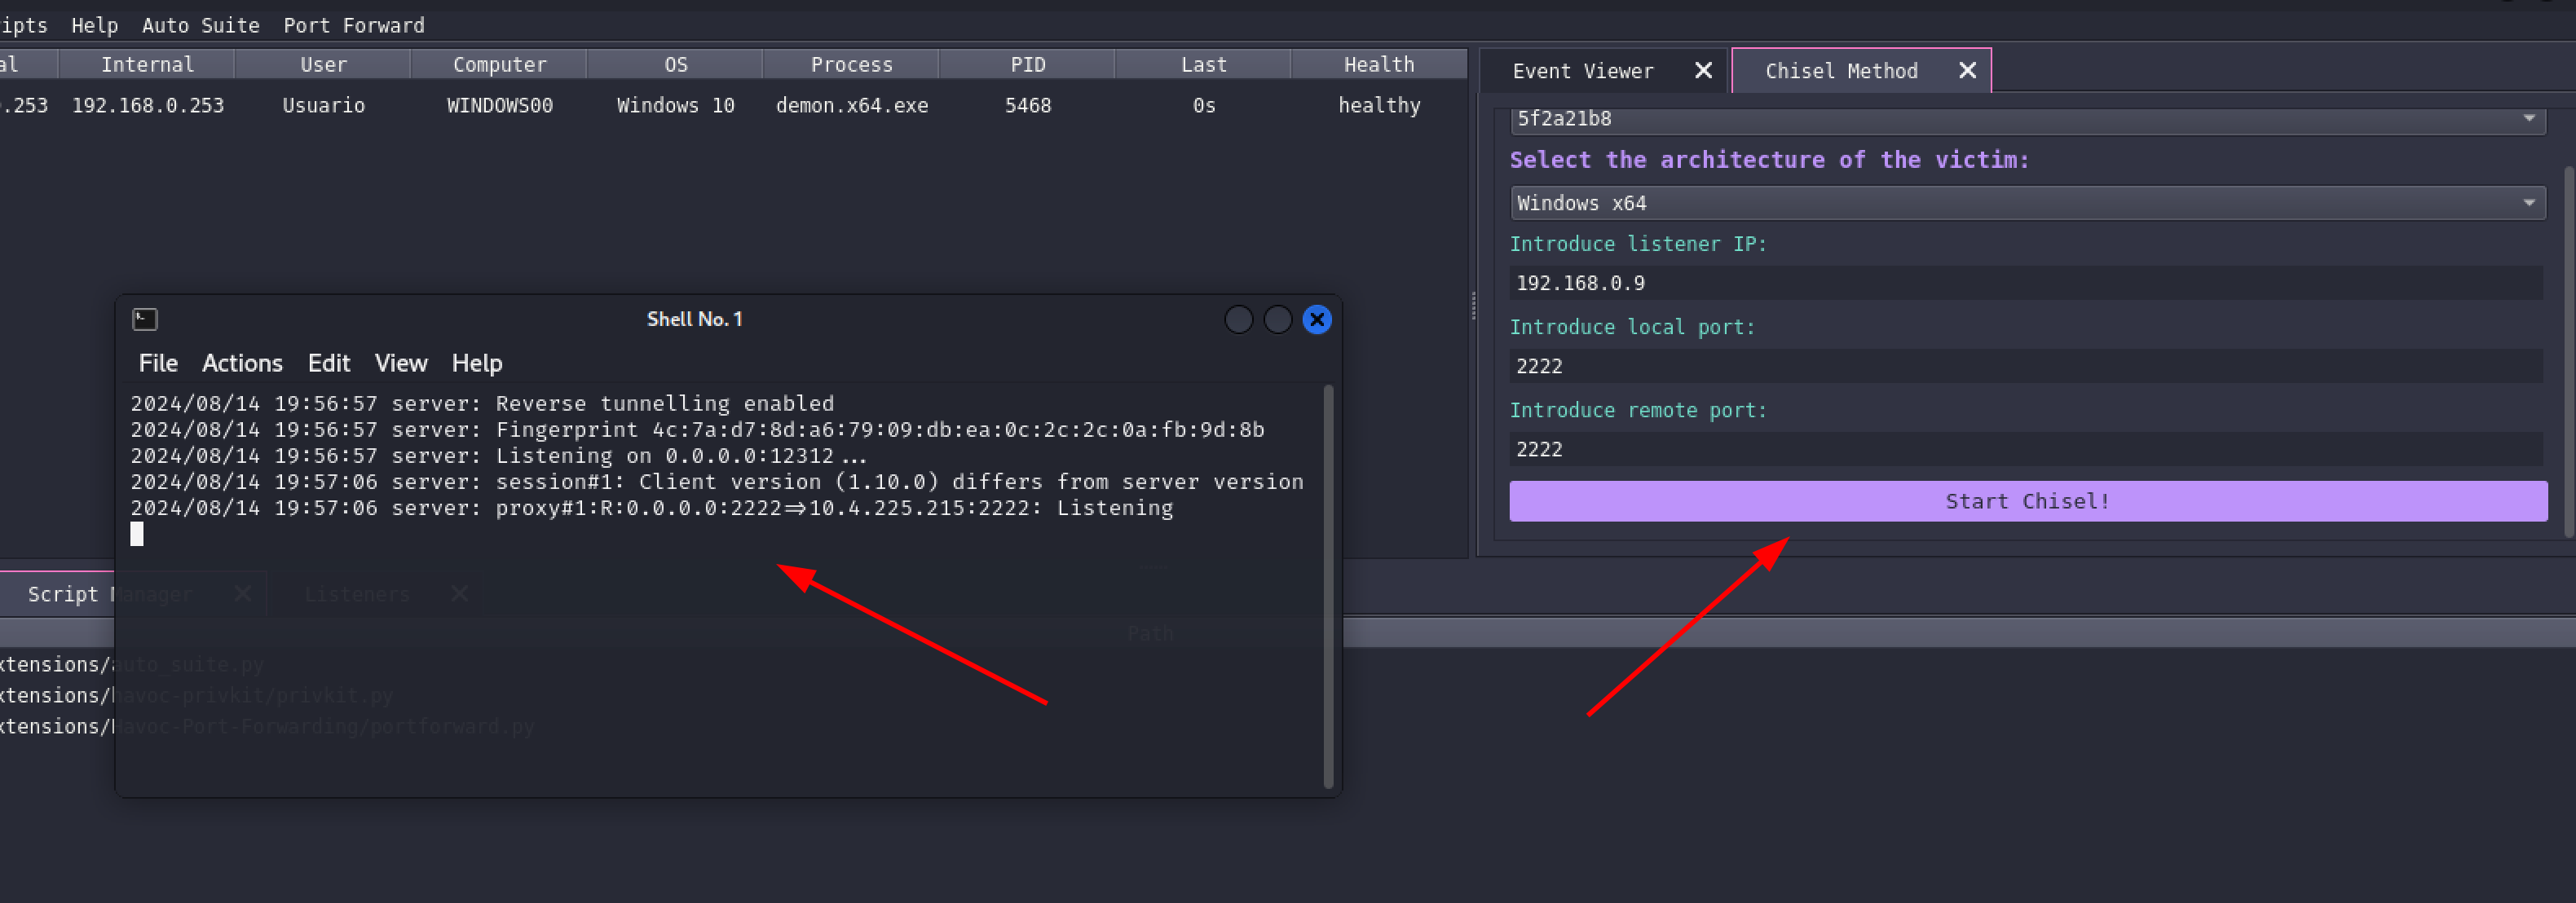 ipts Help Auto Suite Port Forward
al Internal User Computer OS Process PID Last Health
.253 192.168.0.253 Usuario WINDOWS00 Windows 10 demon.x64.exe 5468 0s healthy
Event Viewer Chisel Method
5f2a21b8
Select the architecture of the victim:
Windows x64
Introduce listener IP:
192.168.0.9
Introduce local port:
2222
Introduce remote port:
2222
Start Chisel!
Shell No. 1
File Actions Edit View Help
2024/08/14 19:56:57 server: Reverse tunnelling enabled
2024/08/14 19:56:57 server: Fingerprint 4c:7a:d7:8d:a6:79:09:db:ea:0c:2c:2c:0a:fb:9d:8b
2024/08/14 19:56:57 server: Listening on 0.0.0.0:12312 ...
2024/08/14 19:57:06 server: session#1: Client version (1.10.0) differs from server version
2024/08/14 19:57:06 server: proxy#1:R:0.0.0.0:2222⇒10.4.225.215:2222: Listening
Script Manager Listeners
Path
xtensions/auto_suite.py
xtensions/havoc-privkit/privkit.py
xtensions/Havoc-Port-Forwarding/portforward.py